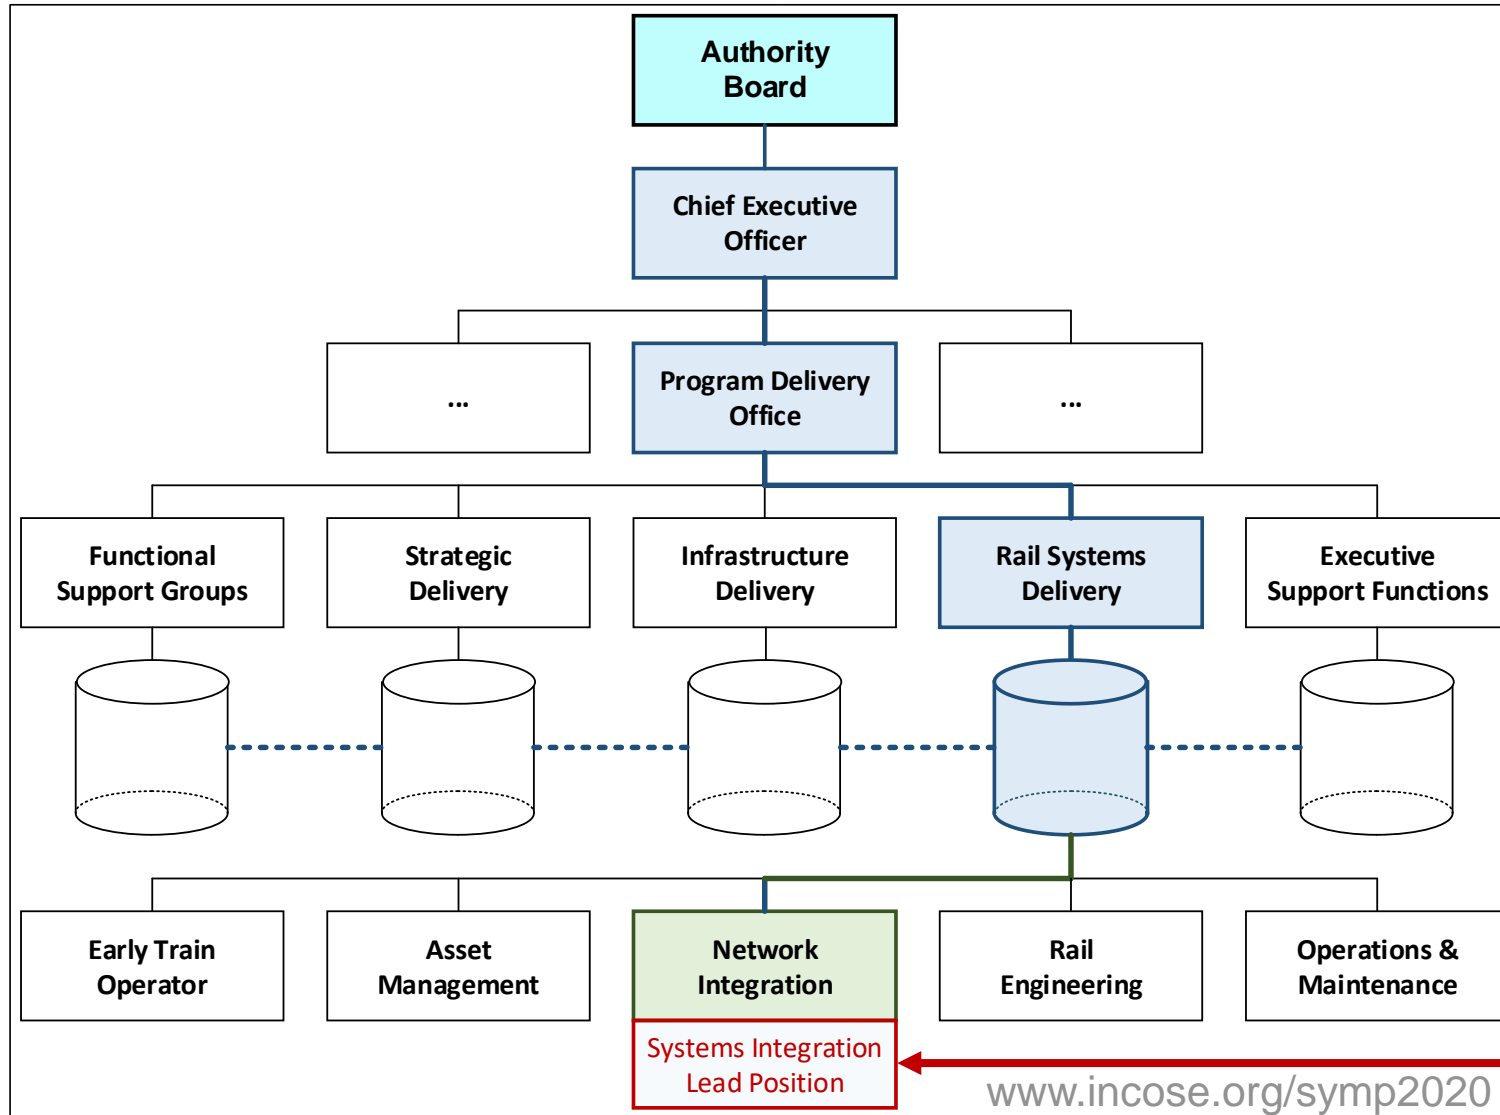 Authority
Board
Chief Executive
Officer
...
Program Delivery
Office
...
Functional
Support Groups
Strategic
Delivery
Infrastructure
Delivery
Rail Systems
Delivery
Executive
Support Functions
Early Train
Operator
Asset
Management
Network
Integration
Rail
Engineering
Operations &
Maintenance
Systems Integration
Lead Position
www.incose.org/symp2020